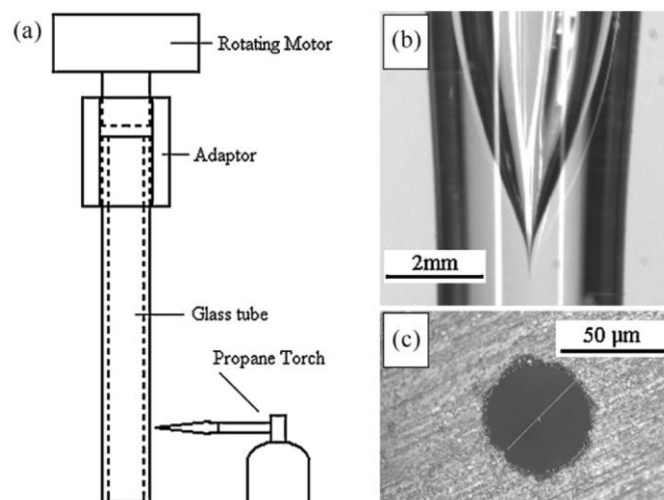 (a)
Rotating Motor
Adaptor
Glass tube
Propane Torch
(b)
2mm
(c)
50 μm